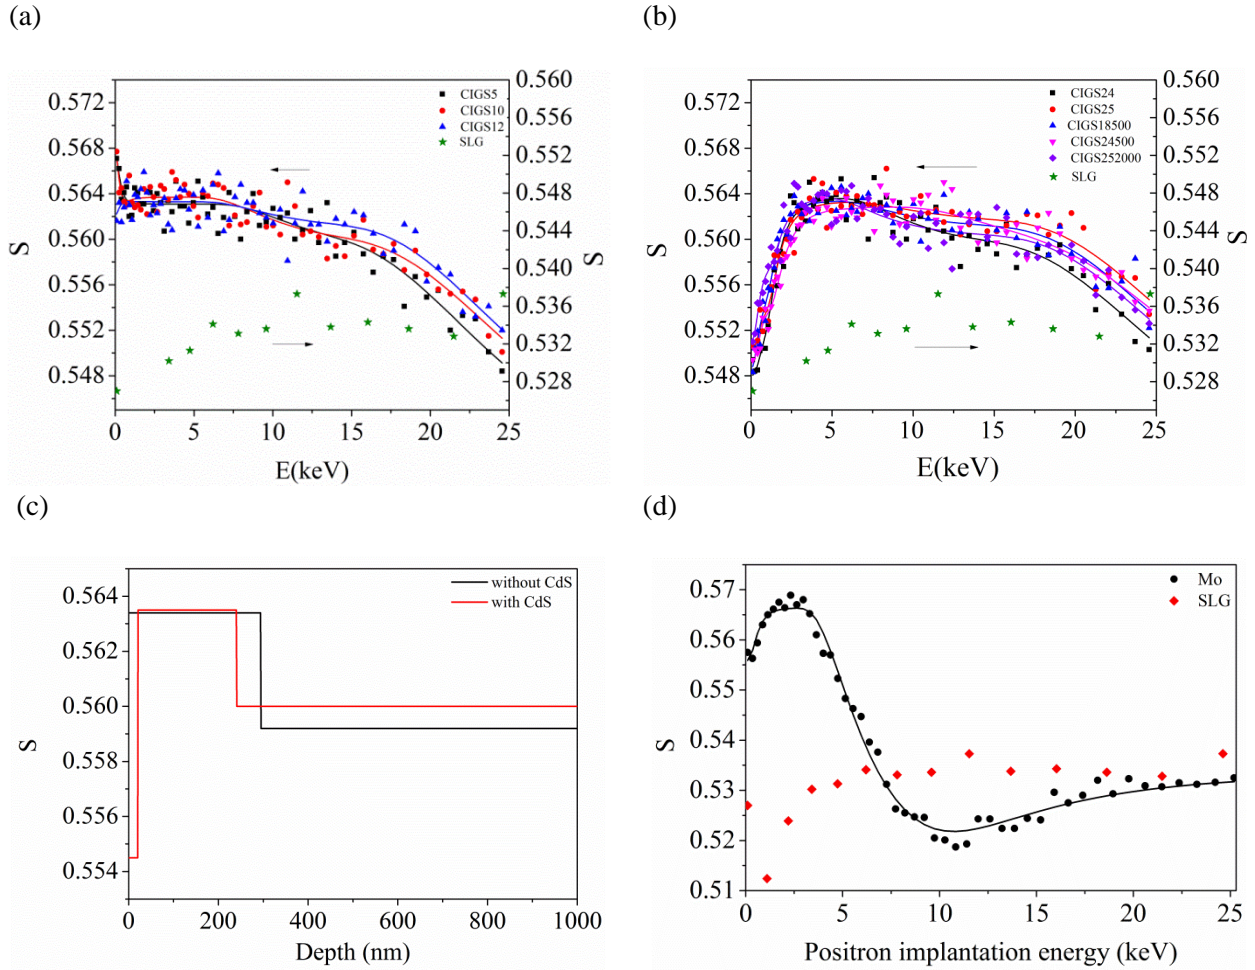 (a)
(b)
0.572
0.568
0.564
0.560
0.556
0.552
0.548
S
0.560
0.556
0.552
0.548
0.544
0.540
0.536
0.532
0.528
S
CIGS5
CIGS10
CIGS12
SLG
0 5 10 15 20 25
E(keV)
0.572
0.568
0.564
0.560
0.556
0.552
0.548
S
0.560
0.556
0.552
0.548
0.544
0.540
0.536
0.532
0.528
S
CIGS24
CIGS25
CIGS18500
CIGS24500
CIGS252000
SLG
0 5 10 15 20 25
E(keV)
(c)
(d)
0.564
0.562
0.560
0.558
0.556
0.554
S
without CdS
with CdS
0 200 400 600 800 1000
Depth (nm)
0.57
0.56
0.55
0.54
0.53
0.52
0.51
S
Mo
SLG
0 5 10 15 20 25
Positron implantation energy (keV)